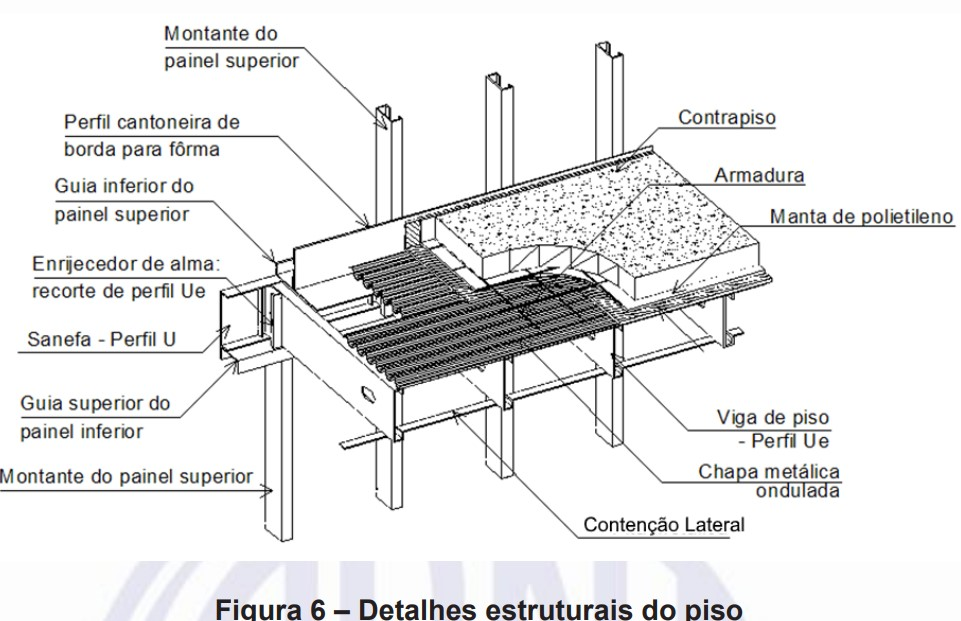 Montante do
painel superior
Perfil cantoneira de
borda para fôrma
Guia inferior do
painel superior
Enrijecedor de alma:
recorte de perfil Ue
Sanefa - Perfil U
Guia superior do
painel inferior
Montante do painel superior
Contrapiso
Armadura
Manta de polietileno
Viga de piso
- Perfil Ue
Chapa metálica
ondulada
Contenção Lateral
Figura 6 – Detalhes estruturais do piso